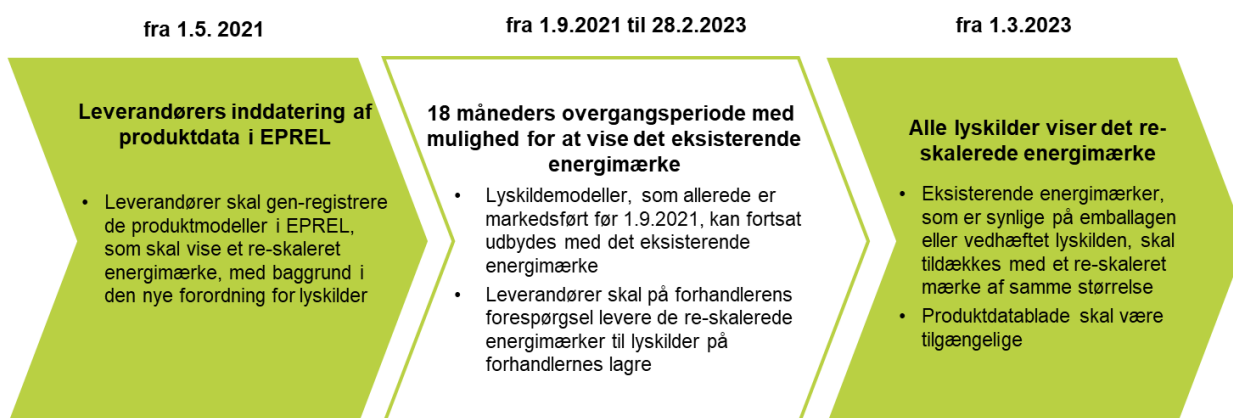 fra 1.5. 2021
Leverandørers inddatering af
produktdata i EPREL
• Leverandører skal gen-registrere
de produktmodeller i EPREL,
som skal vise et re-skaleret
energimærke, med baggrund i
den nye forordning for lyskilder
fra 1.9.2021 til 28.2.2023
18 måneders overgangsperiode med
mulighed for at vise det eksisterende
energimærke
• Lyskildemodeller, som allerede er
markedsført før 1.9.2021, kan fortsat
udbydes med det eksisterende
energimærke
• Leverandører skal på forhandlerens
forespørgsel levere de re-skalerede
energimærker til lyskilder på
forhandlernes lagre
fra 1.3.2023
Alle lyskilder viser det re-
skalerede energimærke
• Eksisterende energimærker,
som er synlige på emballagen
eller vedhæftet lyskilden, skal
tildækkes med et re-skaleret
mærke af samme størrelse
• Produktdatablade skal være
tilgængelige